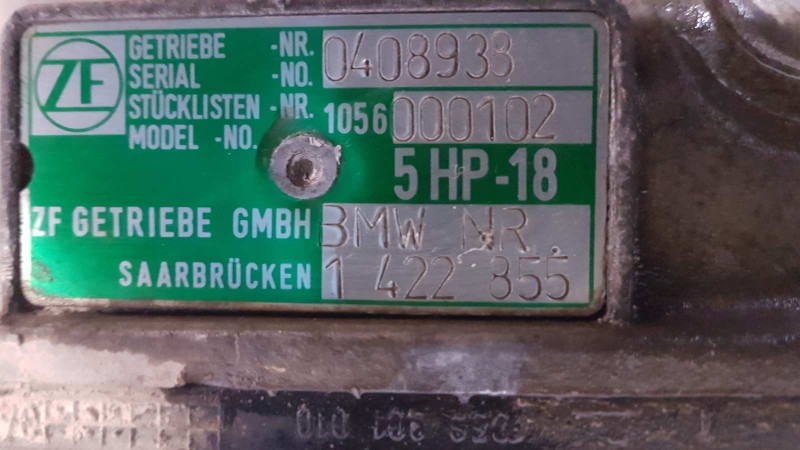 ZF
GETRIEBE -NR. 0408938
SERIAL -NO.
STÜCKLISTEN -NR. 1056 000102
MODEL -NO.
5 HP-18
ZF GETRIEBE GMBH BMW NR.
SAARBRÜCKEN 1 422 855